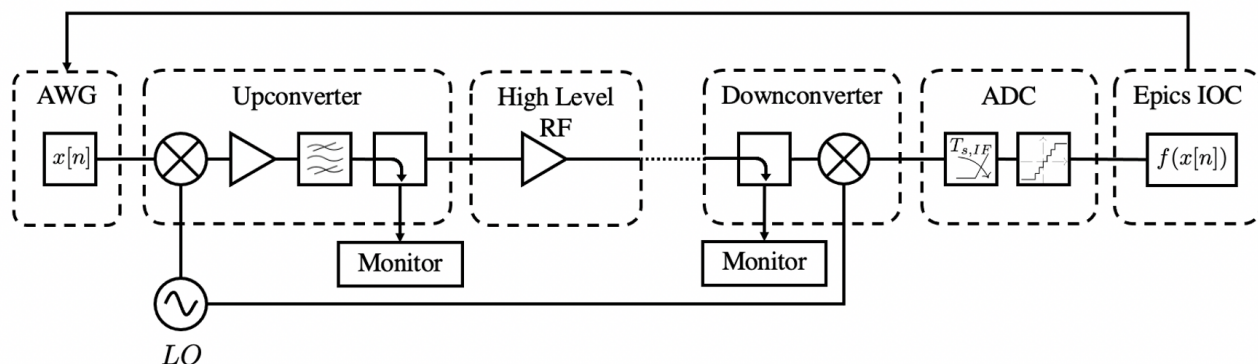 AWG
Upconverter
High Level
RF
Downconverter
ADC
Epics IOC
x[n]
T_{s,IF}
f(x[n])
Monitor
Monitor
LO